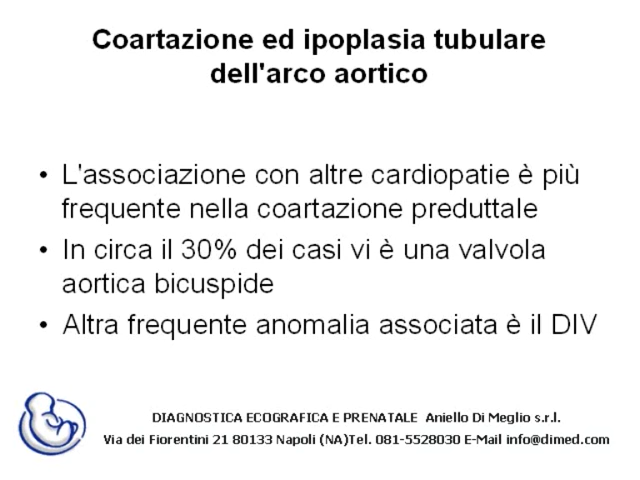 Coartazione ed ipoplasia tubulare
dell'arco aortico
• L'associazione con altre cardiopatie è più
frequente nella coartazione preduttale
• In circa il 30% dei casi vi è una valvola
aortica bicuspide
• Altra frequente anomalia associata è il DIV
DIAGNOSTICA ECOGRAFICA E PRENATALE Aniello Di Meglio s.r.l.
Via dei Fiorentini 21 80133 Napoli (NA)Tel. 081-5528030 E-Mail info@dimed.com